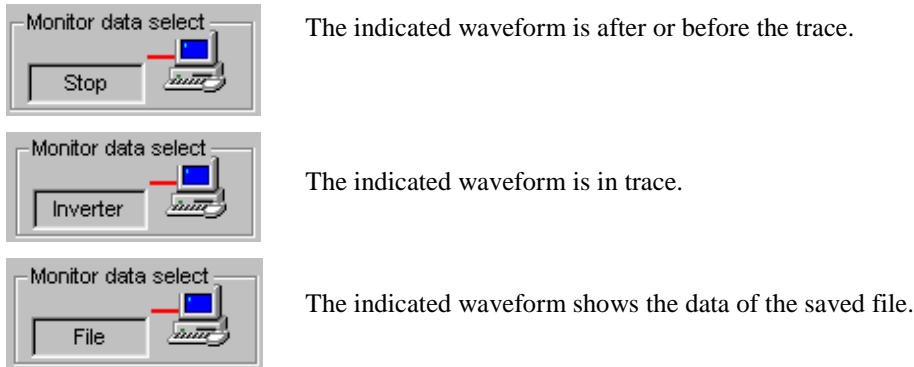 Monitor data select
The indicated waveform is after or before the trace.
Stop
Monitor data select
The indicated waveform is in trace.
Inverter
Monitor data select
The indicated waveform shows the data of the saved file.
File